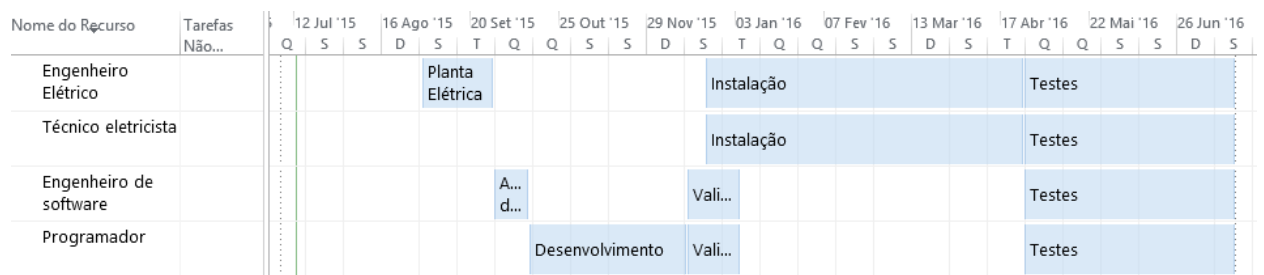 Nome do Recurso
Tarefas
Não...
5 12 Jul '15 16 Ago '15 20 Set '15 25 Out '15 29 Nov '15 03 Jan '16 07 Fev '16 13 Mar '16 17 Abr '16 22 Mai '16 26 Jun '16
Q S S D S T Q Q S S D S T Q Q S S D S T Q Q S S D S
Engenheiro
Elétrico
Planta
Elétrica
Instalação
Testes
Técnico eletricista
Instalação
Testes
Engenheiro de
software
A...
d...
Vali...
Testes
Programador
Desenvolvimento
Vali...
Testes